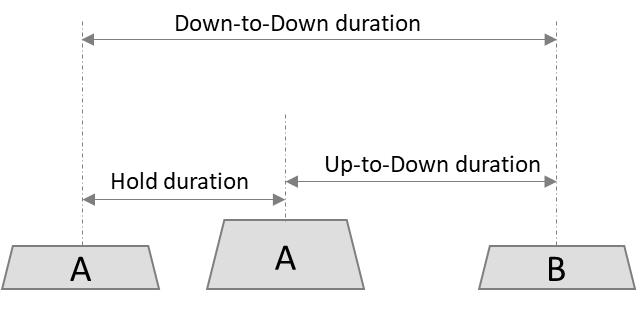 Down-to-Down duration
Up-to-Down duration
Hold duration
A
A
B